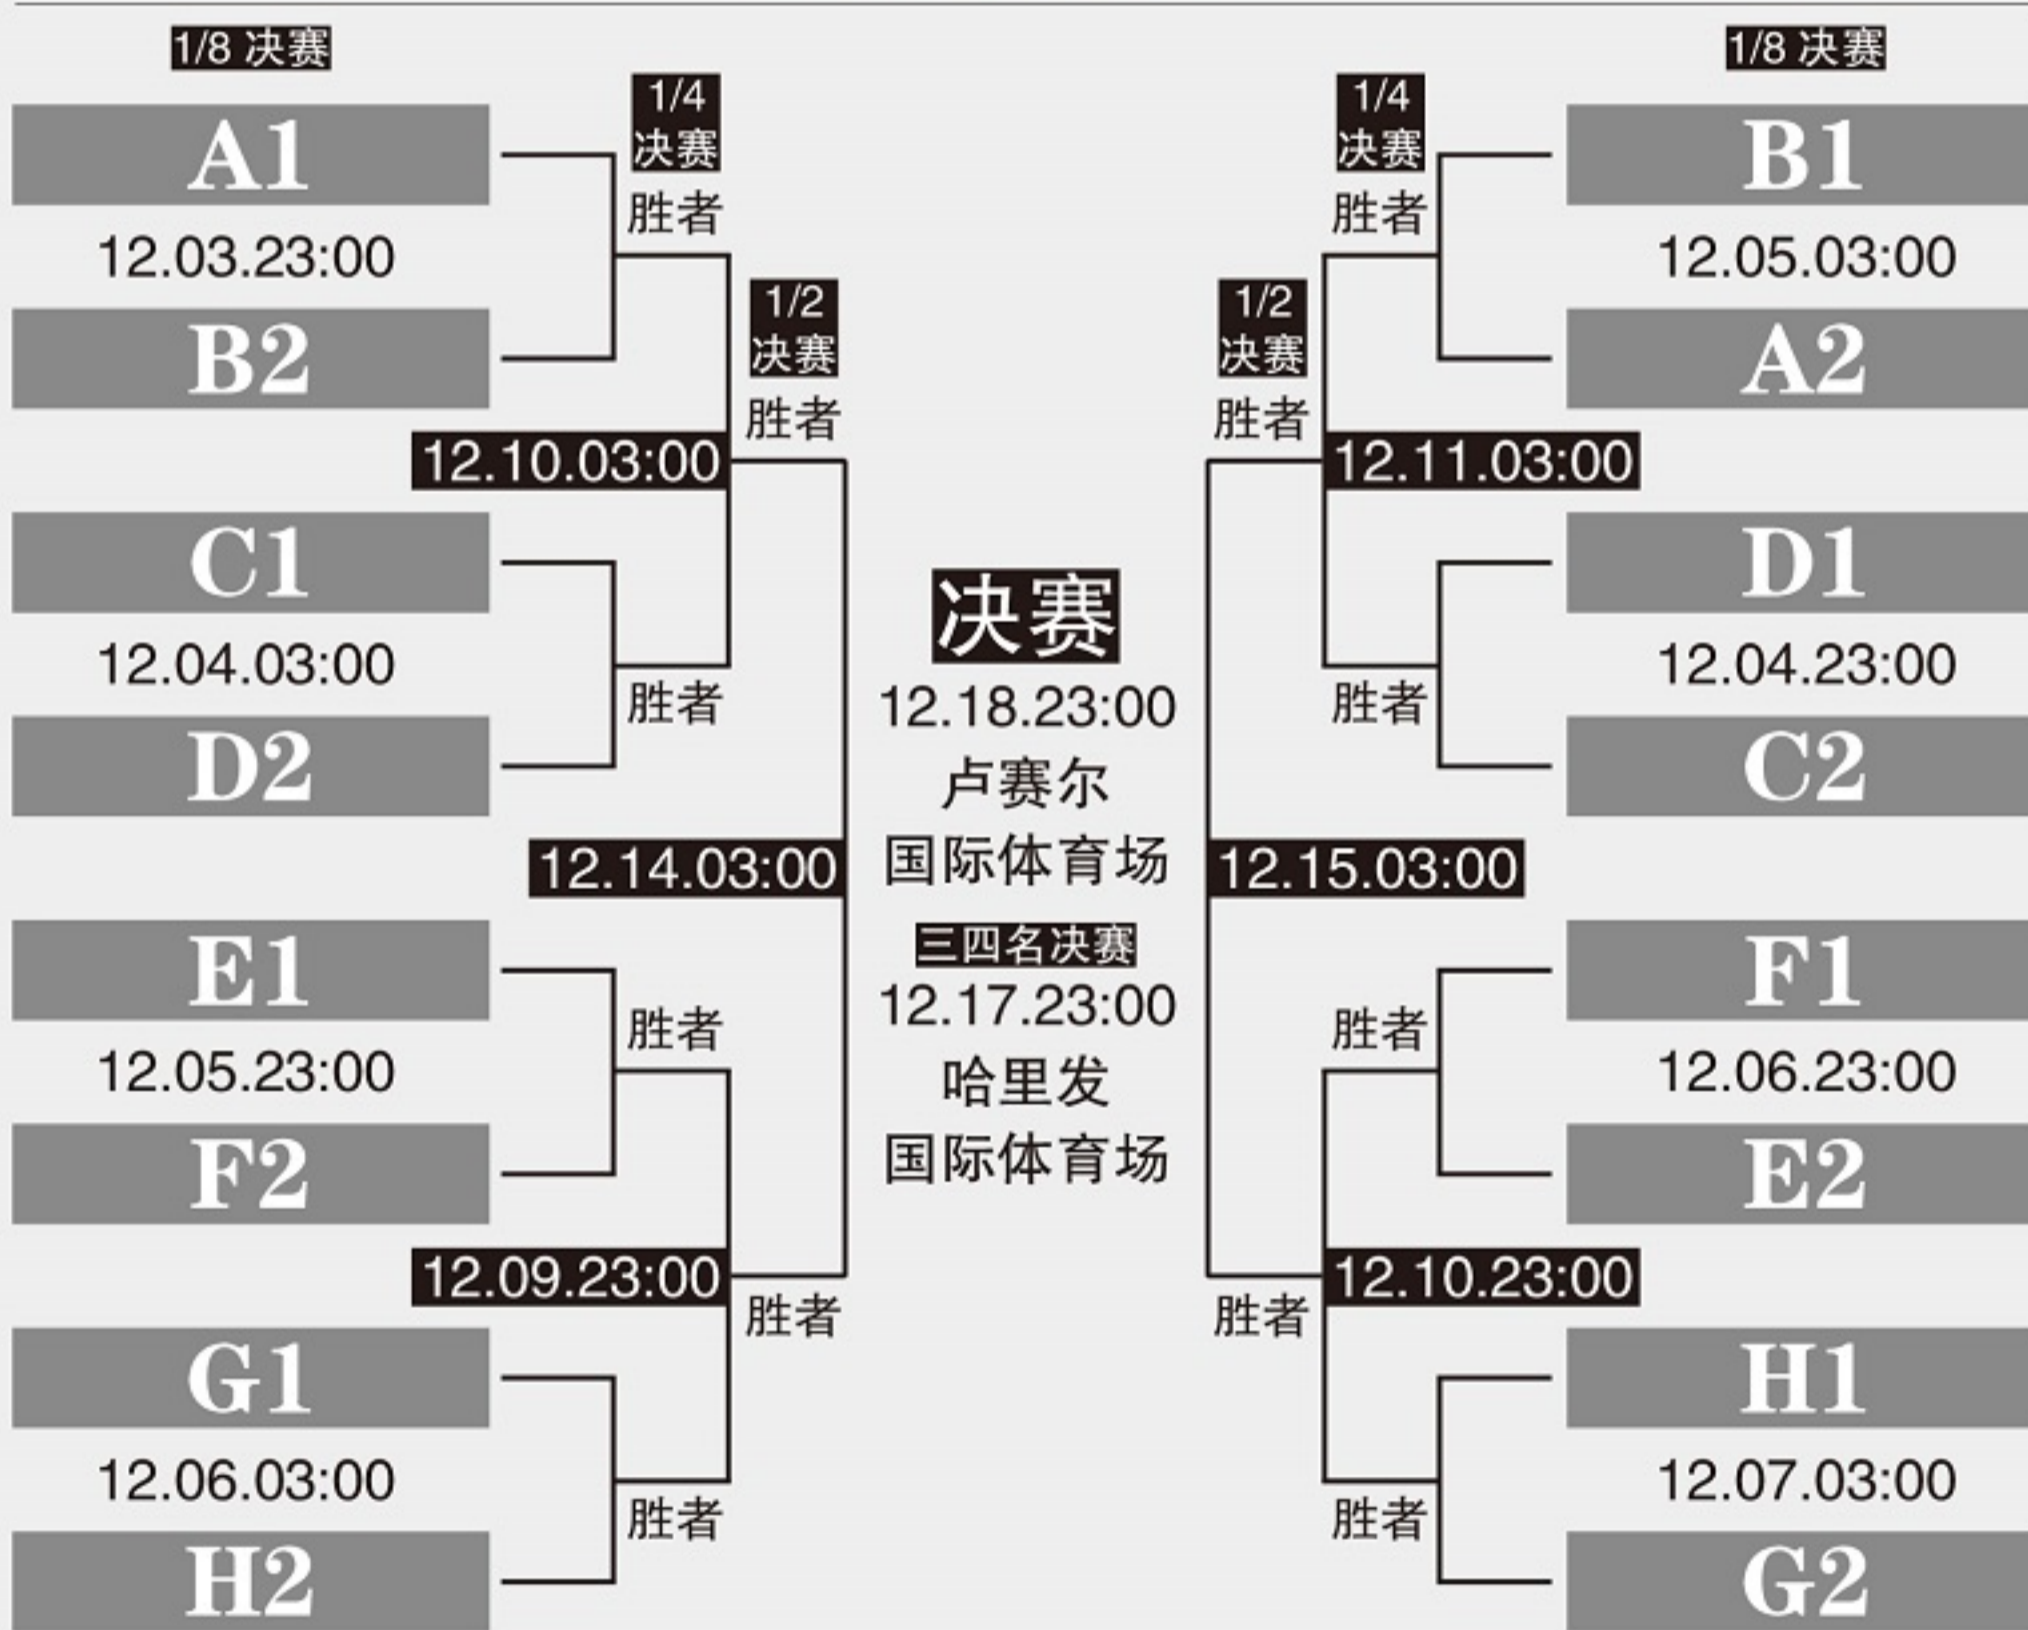 1/8 决赛
1/4
决赛
胜者
A1
12.03.23:00
B2
1/2
决赛
胜者
12.10.03:00
C1
12.04.03:00
胜者
D2
12.14.03:00
E1
胜者
12.05.23:00
F2
12.09.23:00
胜者
G1
12.06.03:00
胜者
H2
决赛
12.18.23:00
卢赛尔
国际体育场
三四名决赛
12.17.23:00
哈里发
国际体育场
1/8 决赛
1/4
决赛
胜者
B1
12.05.03:00
A2
1/2
决赛
胜者
12.11.03:00
D1
12.04.23:00
胜者
C2
12.15.03:00
F1
胜者
12.06.23:00
E2
12.10.23:00
胜者
H1
12.07.03:00
胜者
G2